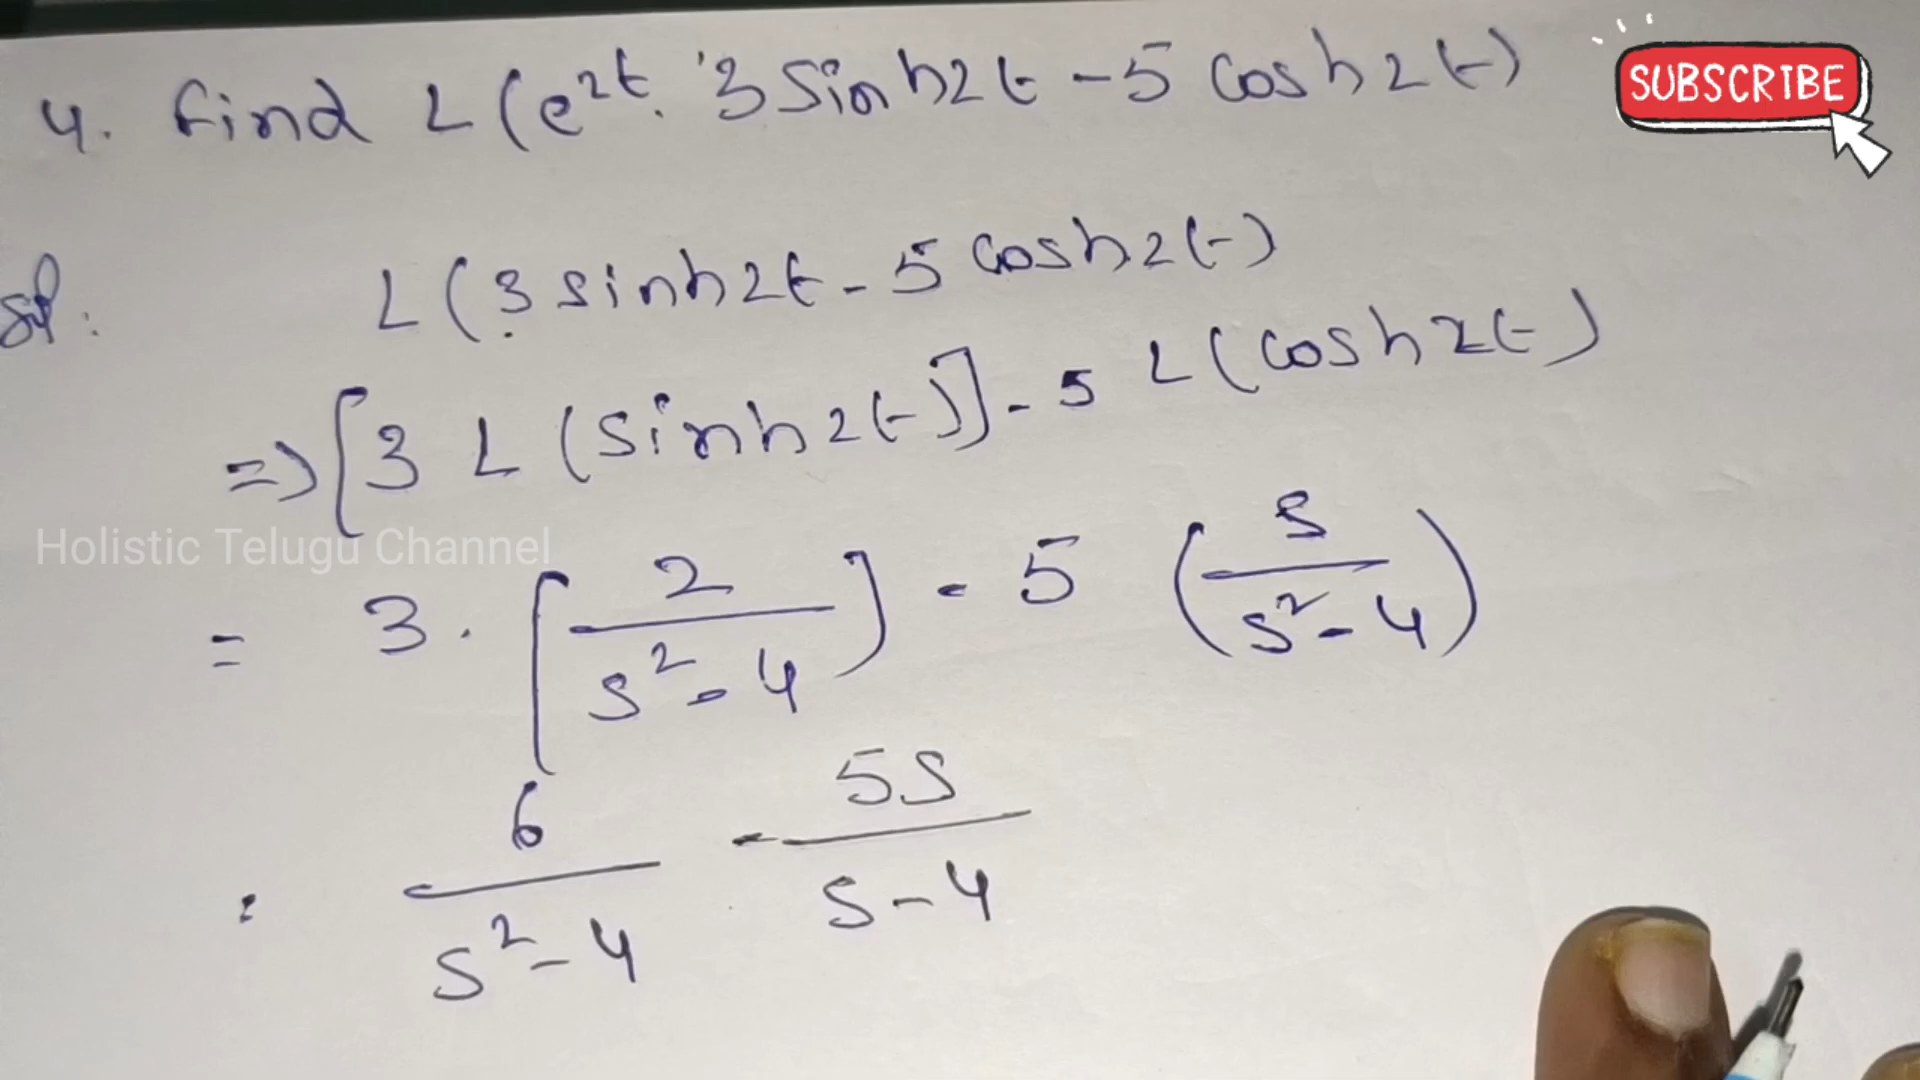 4. Find L(e^2t. 3 Sinh2t - 5 Cosh2t)
SUBSCRIBE
Sol: L(3 sinh2t - 5 Cosh2t)
=> [3 L (Sinh2t)] - 5 L(Cosh2t)
Holistic Telugu Channel
= 3 . [2/(s^2-4)] - 5 (s/(s^2-4))
= 6/(s^2-4) - 5s/(s-4)